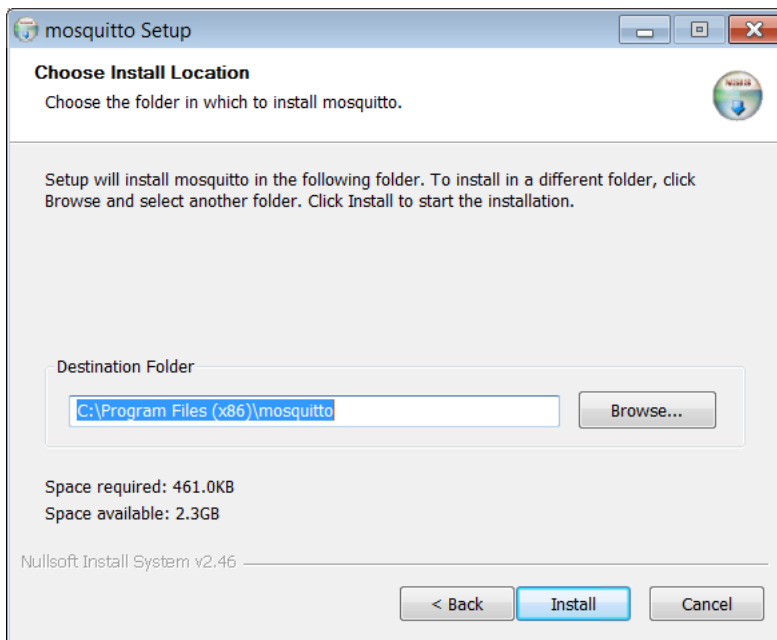 mosquitto Setup
Choose Install Location
Choose the folder in which to install mosquitto.
NSIS
Setup will install mosquitto in the following folder. To install in a different folder, click
Browse and select another folder. Click Install to start the installation.
Destination Folder
C:\Program Files (x86)\mosquitto
Browse...
Space required: 461.0KB
Space available: 2.3GB
Nullsoft Install System v2.46
< Back
Install
Cancel